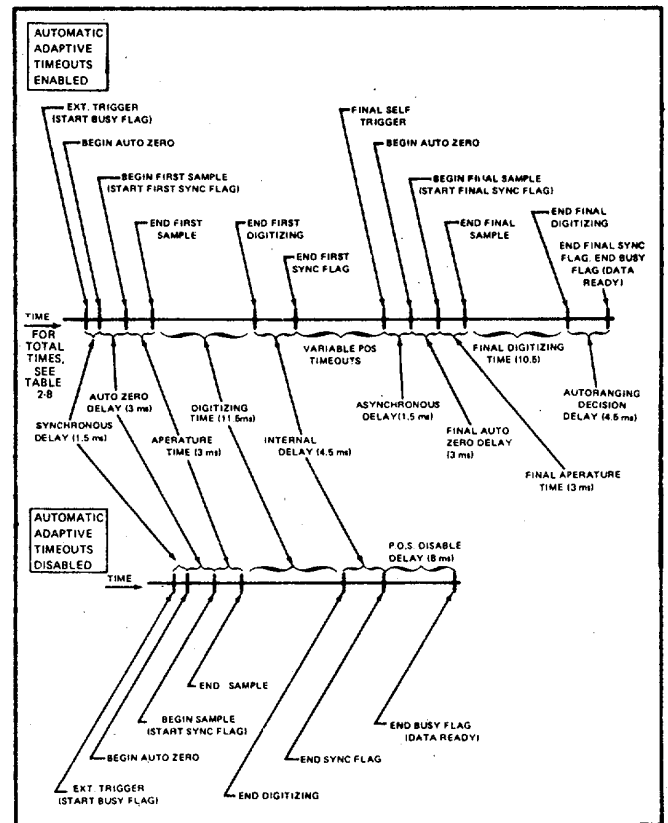 AUTOMATIC
ADAPTIVE
TIMEOUTS
ENABLED
EXT. TRIGGER
(START BUSY FLAG)
BEGIN AUTO ZERO
BEGIN FIRST SAMPLE
(START FIRST SYNC FLAG)
END FIRST
SAMPLE
END FIRST
DIGITIZING
END FIRST
SYNC FLAG
FINAL SELF
TRIGGER
BEGIN AUTO ZERO
BEGIN FINAL SAMPLE
(START FINAL SYNC FLAG)
END FINAL
SAMPLE
END FINAL
DIGITIZING
END FINAL SYNC
FLAG. END BUSY
FLAG (DATA
READY)
TIME
FOR
TOTAL
TIMES,
SEE
TABLE
2-8
SYNCHRONOUS
DELAY (1.5 ms)
AUTO ZERO
DELAY (3 ms)
APERATURE
TIME (3 ms)
DIGITIZING
TIME (11.5ms)
INTERNAL
DELAY (4.5 ms)
VARIABLE POS
TIMEOUTS
ASYNCHRONOUS
DELAY (1.5 ms)
FINAL AUTO
ZERO DELAY
(3 ms)
FINAL APERATURE
TIME (3 ms)
FINAL DIGITIZING
TIME (10.5)
AUTORANGING
DECISION
DELAY (4.5 ms)
AUTOMATIC
ADAPTIVE
TIMEOUTS
DISABLED
TIME
P.O.S. DISABLE
DELAY (8 ms)
END SAMPLE
BEGIN SAMPLE
(START SYNC FLAG)
BEGIN AUTO ZERO
EXT. TRIGGER
(START BUSY FLAG)
END DIGITIZING
END SYNC FLAG
END BUSY FLAG
(DATA READY)